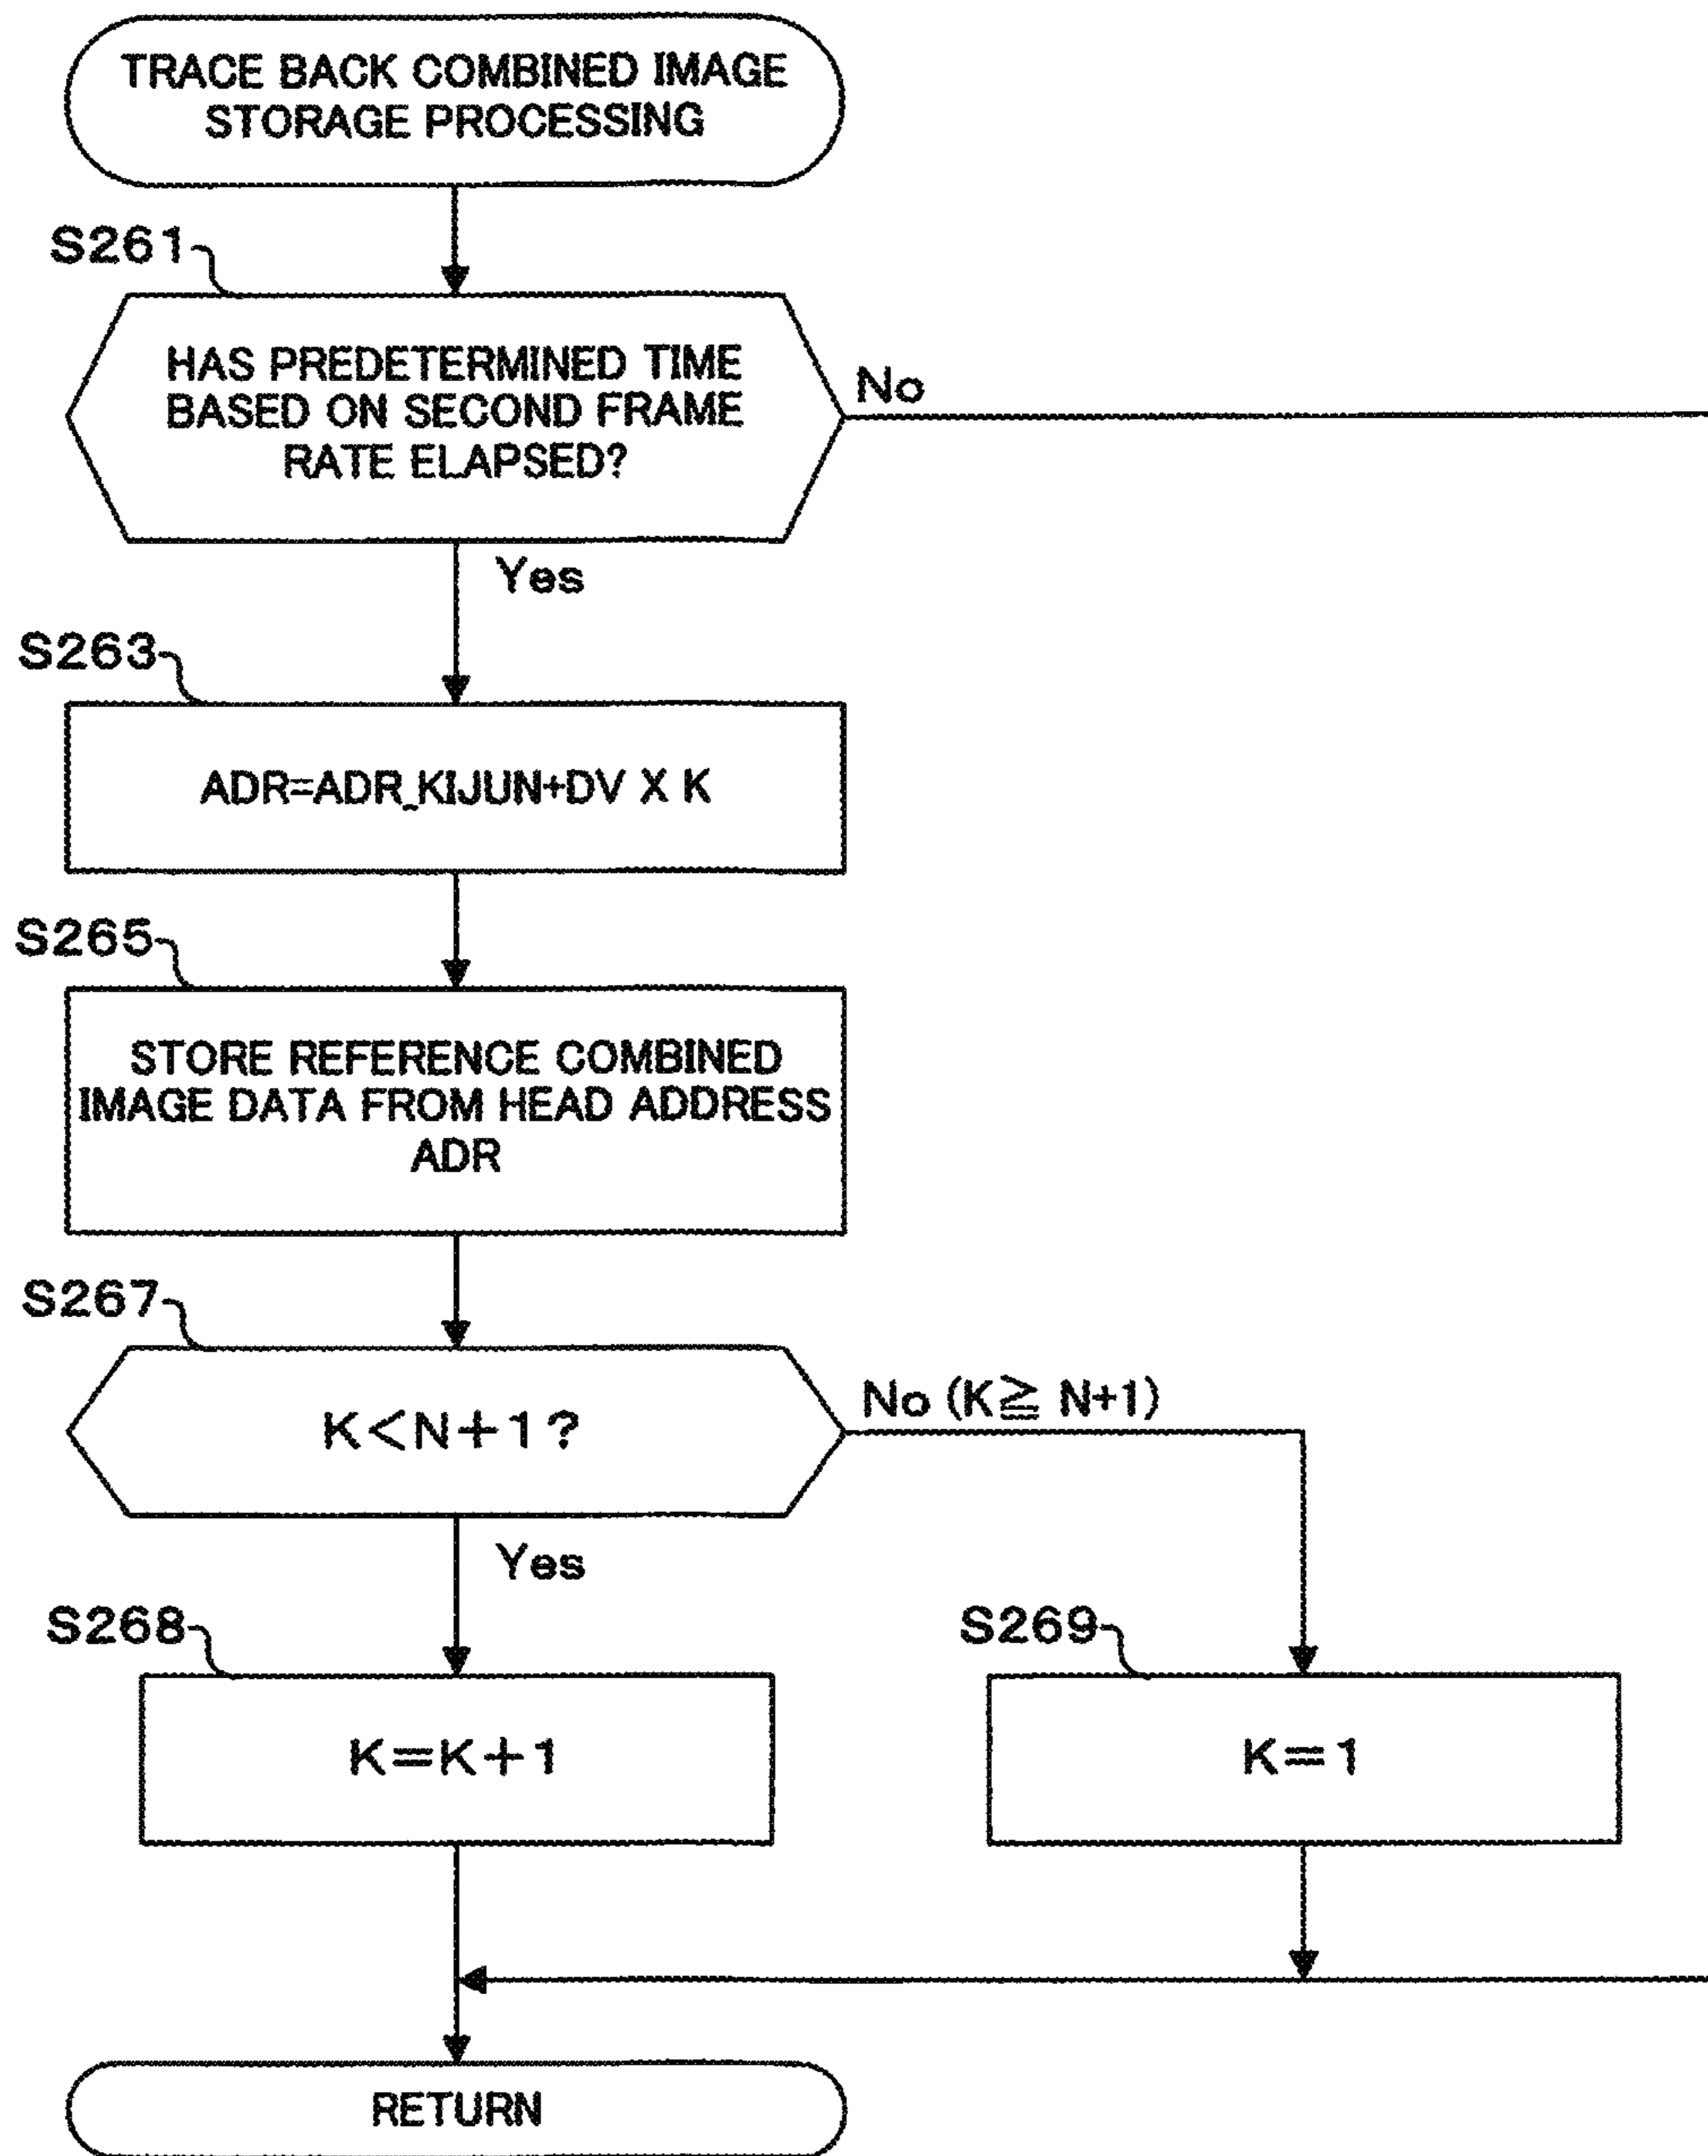 TRACE BACK COMBINED IMAGE
STORAGE PROCESSING
S261
HAS PREDETERMINED TIME
BASED ON SECOND FRAME
RATE ELAPSED?
No
Yes
S263
ADR=ADR_KIJUN+DV X K
S265
STORE REFERENCE COMBINED
IMAGE DATA FROM HEAD ADDRESS
ADR
S267
K<N+1?
No (K≧ N+1)
Yes
S268
S269
K=K+1
K=1
RETURN